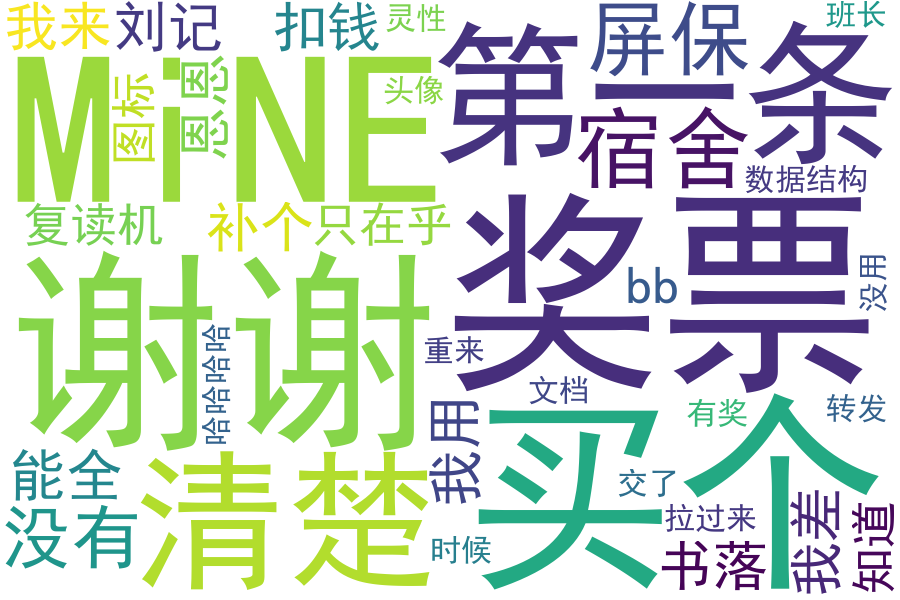 我来
刘记
扣钱
灵性
屏保
班长
MiNE
图标
恩恩
头像
第一条
宿舍
数据结构
复读机
补个
只在乎
奖票
bb
没用
谢谢
哈哈哈哈
重来
文档
有奖
转发
买个
能全
清楚
我用
交了
没有
时候
拉过来
书落
我差
知道